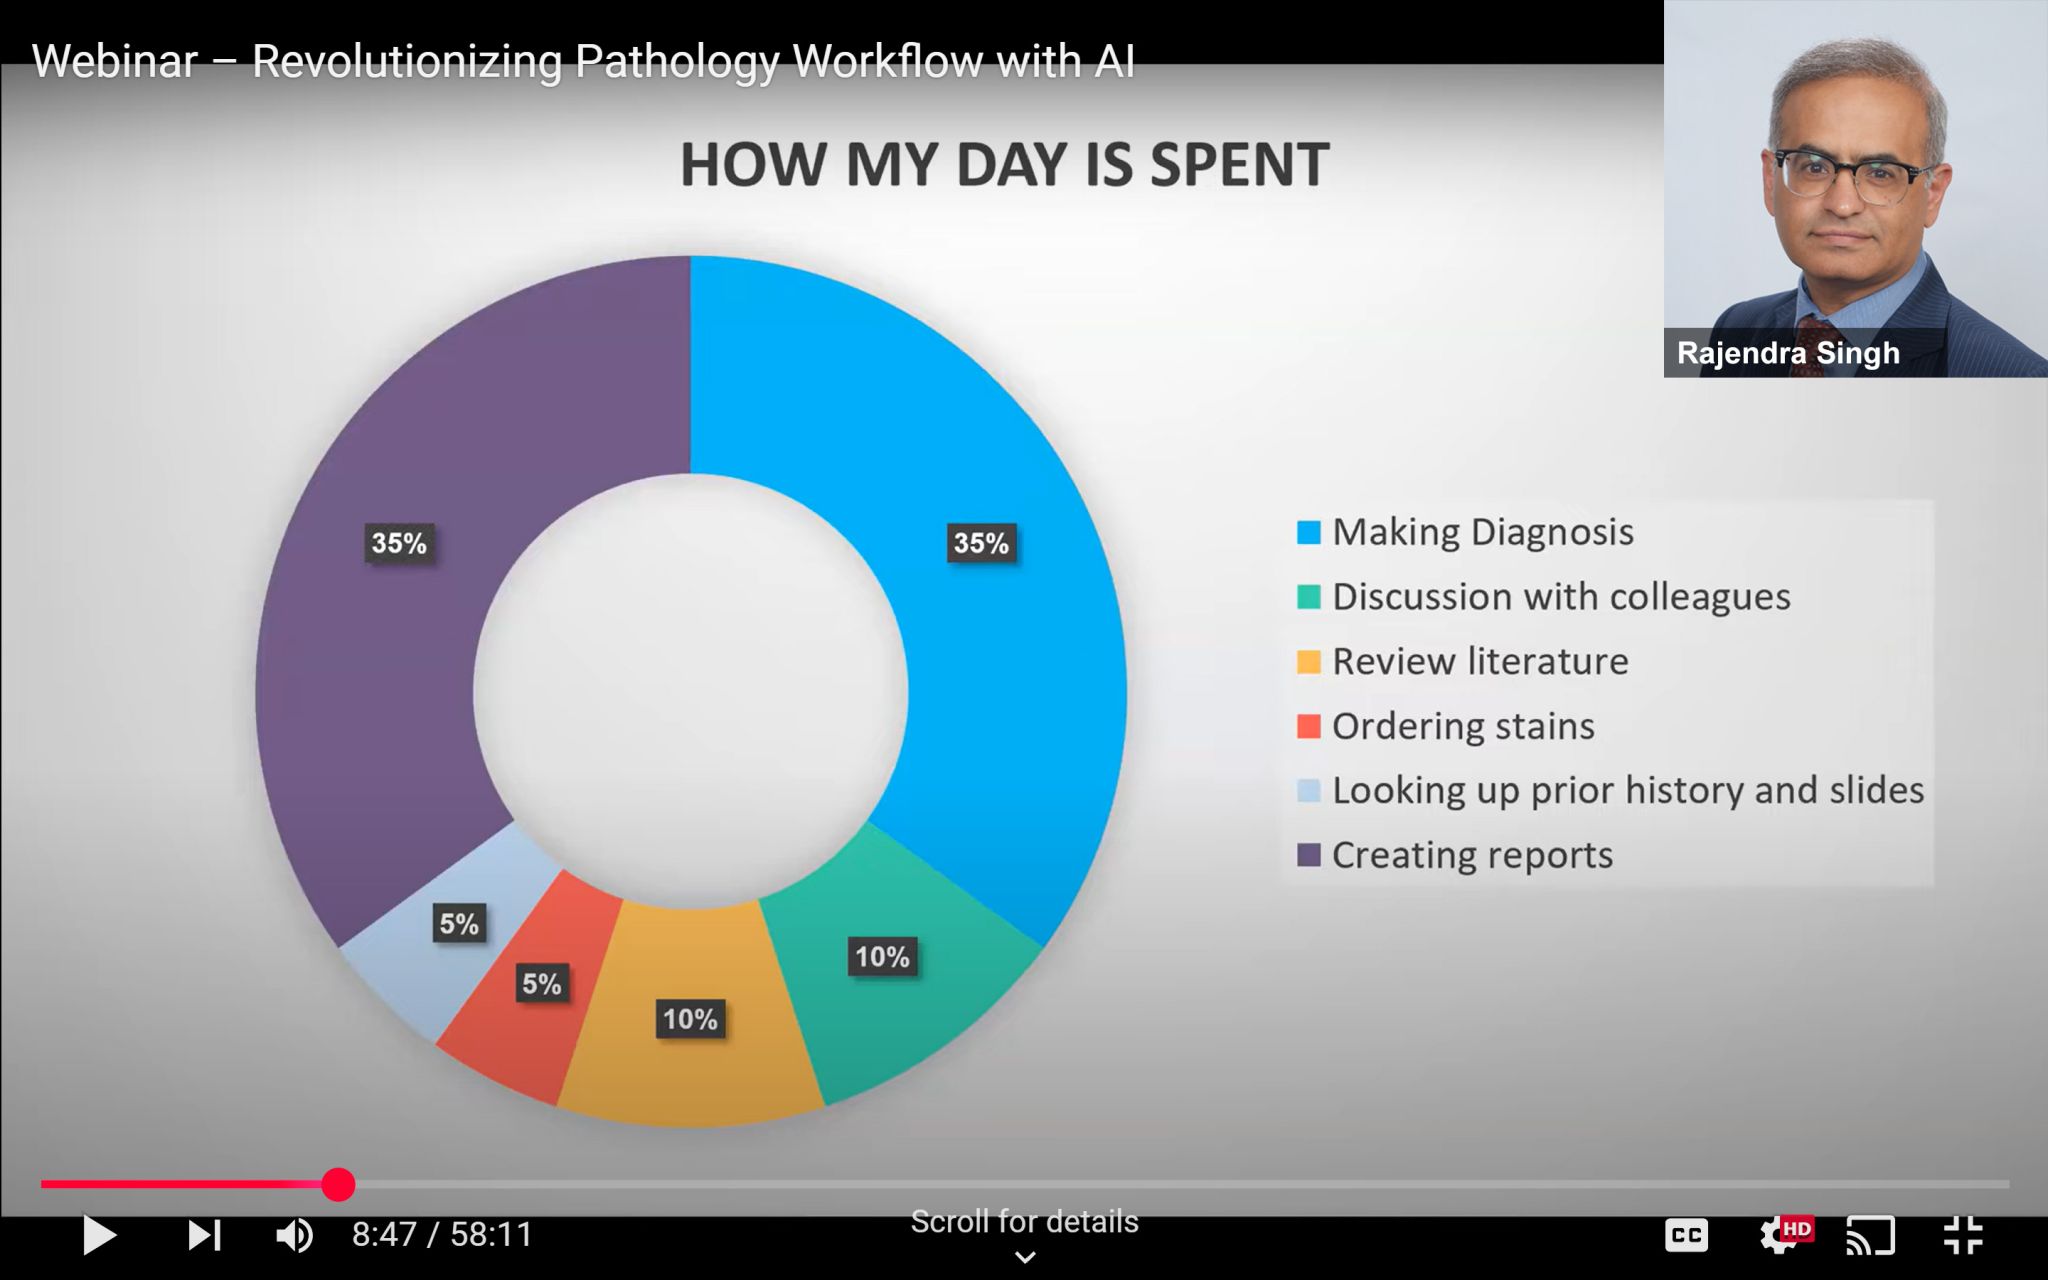 Webinar – Revolutionizing Pathology Workflow with AI
HOW MY DAY IS SPENT
Rajendra Singh
35%
35%
Making Diagnosis
Discussion with colleagues
Review literature
Ordering stains
Looking up prior history and slides
Creating reports
5%
10%
5%
10%
8:47 / 58:11
Scroll for details
CC
HD